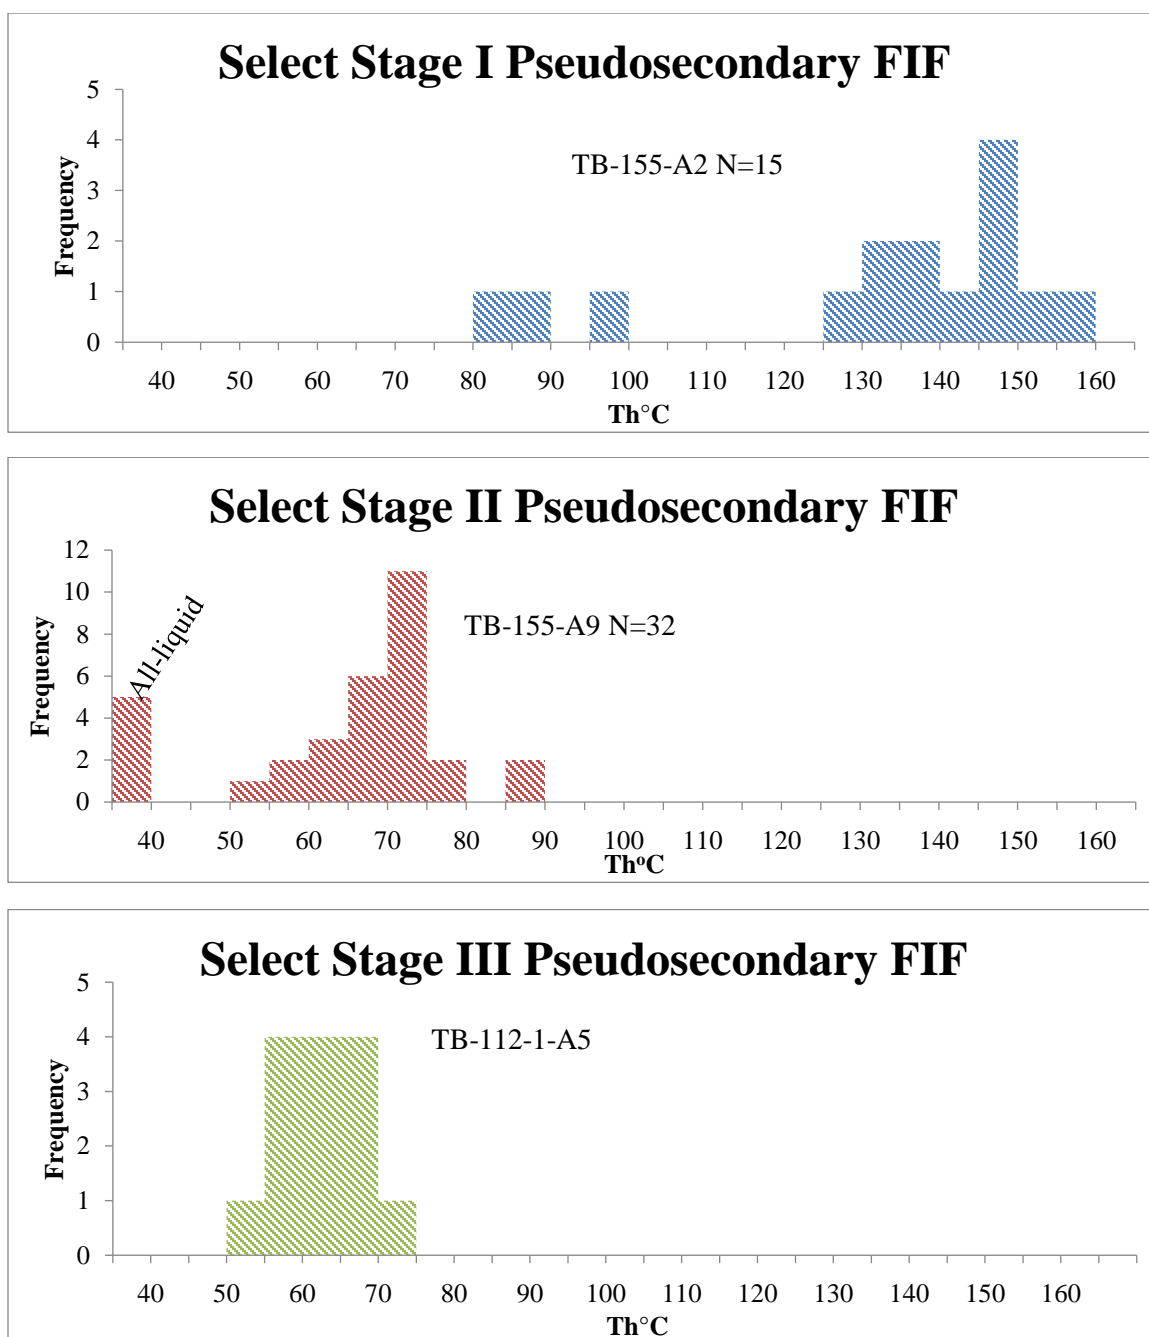 Select Stage I Pseudosecondary FIF
5
4
3
2
1
0
Frequency
TB-155-A2 N=15
40 50 60 70 80 90 100 110 120 130 140 150 160
Th°C
Select Stage II Pseudosecondary FIF
12
10
8
6
4
2
0
Frequency
All-liquid
TB-155-A9 N=32
40 50 60 70 80 90 100 110 120 130 140 150 160
ThºC
Select Stage III Pseudosecondary FIF
5
4
3
2
1
0
Frequency
TB-112-1-A5
40 50 60 70 80 90 100 110 120 130 140 150 160
Th°C